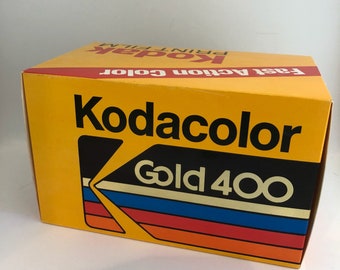 Kodak
PRINT FILM
Fast Action Color
Kodacolor
Gold 400